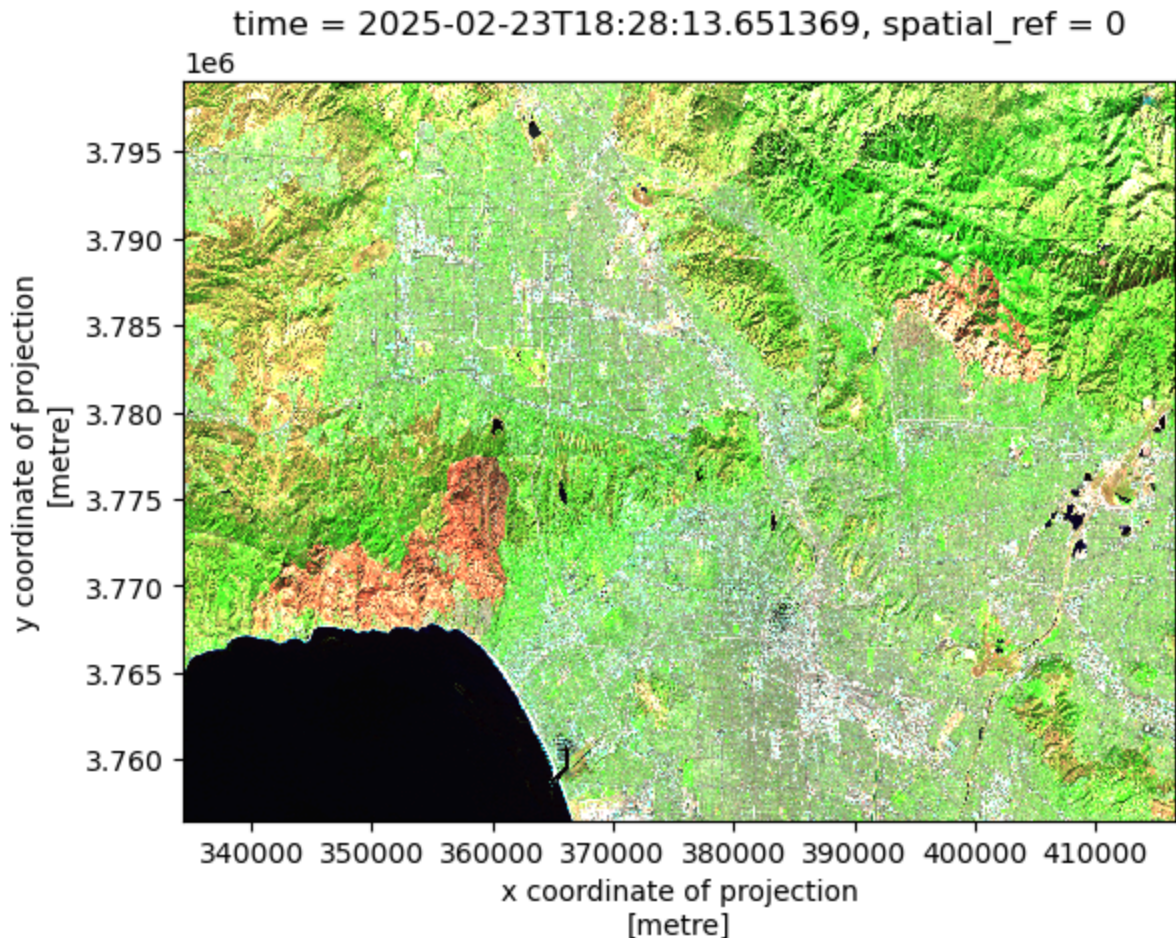 time = 2025-02-23T18:28:13.651369, spatial_ref = 0
1e6
3.795
3.790
3.785
3.780
3.775
3.770
3.765
3.760
y coordinate of projection
[metre]
340000 350000 360000 370000 380000 390000 400000 410000
x coordinate of projection
[metre]